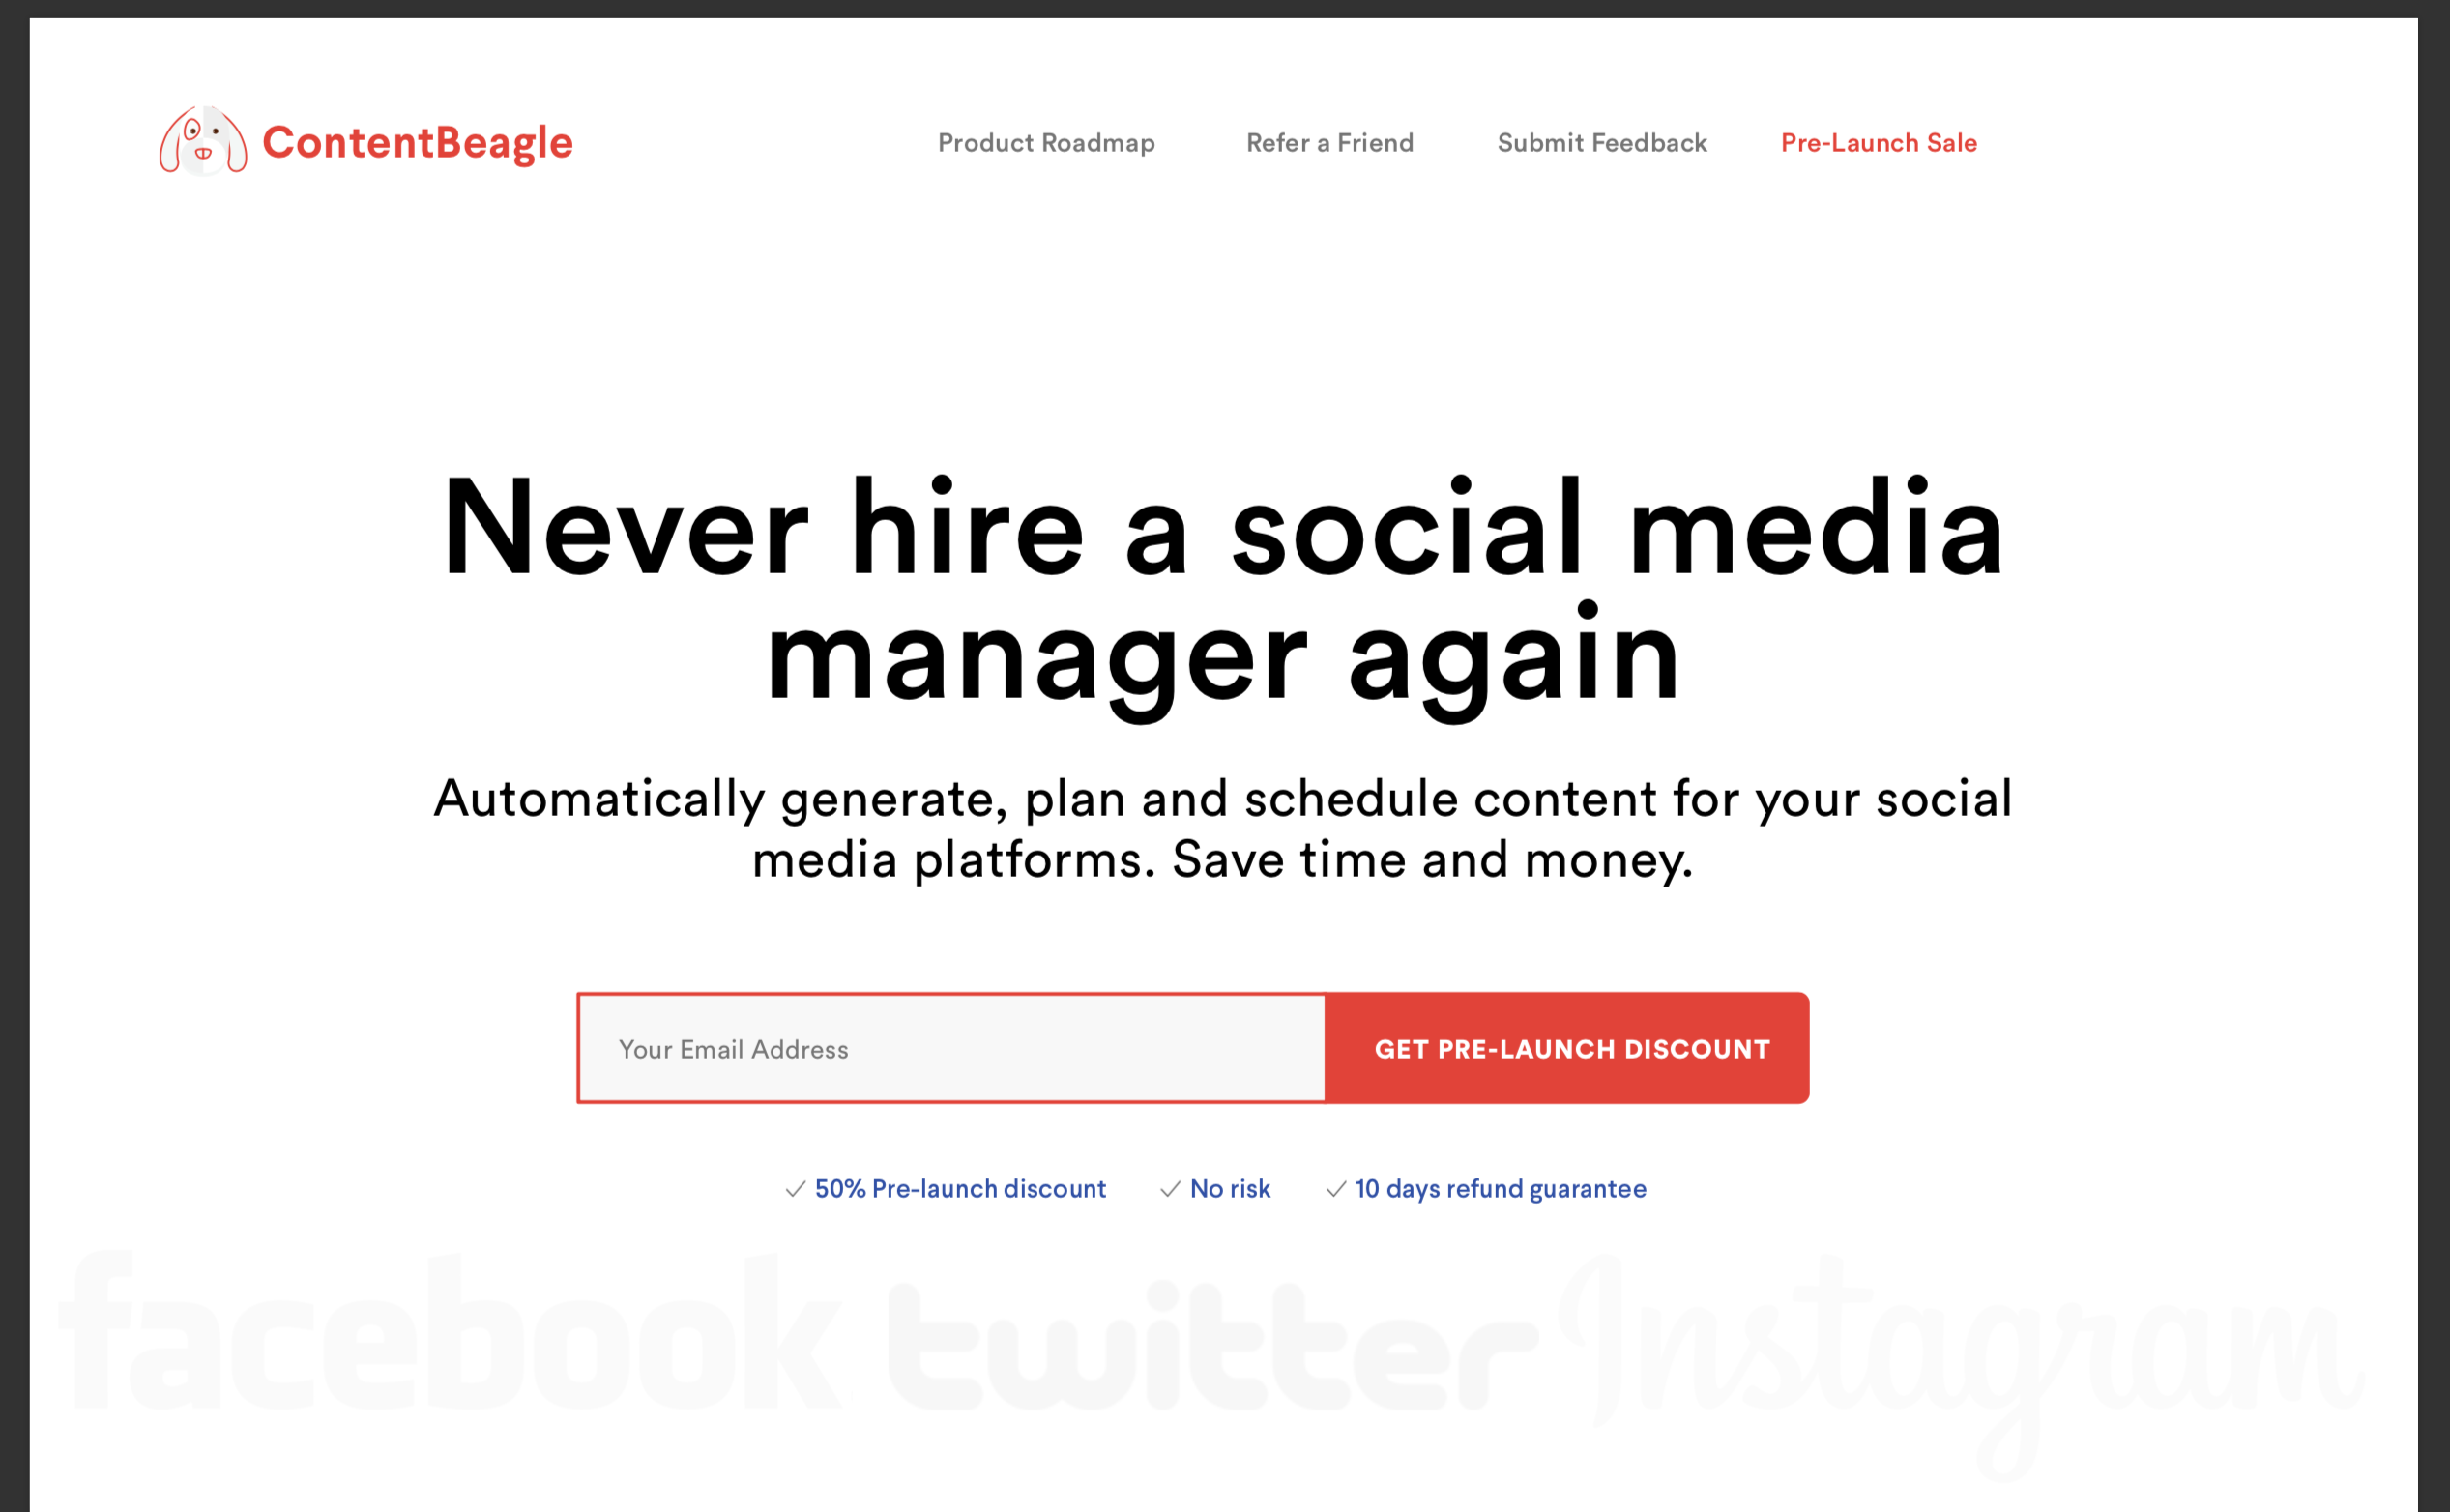 ContentBeagle
Product Roadmap
Refer a Friend
Submit Feedback
Pre-Launch Sale
Never hire a social media
manager again
Automatically generate, plan and schedule content for your social
media platforms. Save time and money.
Your Email Address
GET PRE-LAUNCH DISCOUNT
50% Pre-launch discount
No risk
10 days refund guarantee
facebook
twitter
Instagram